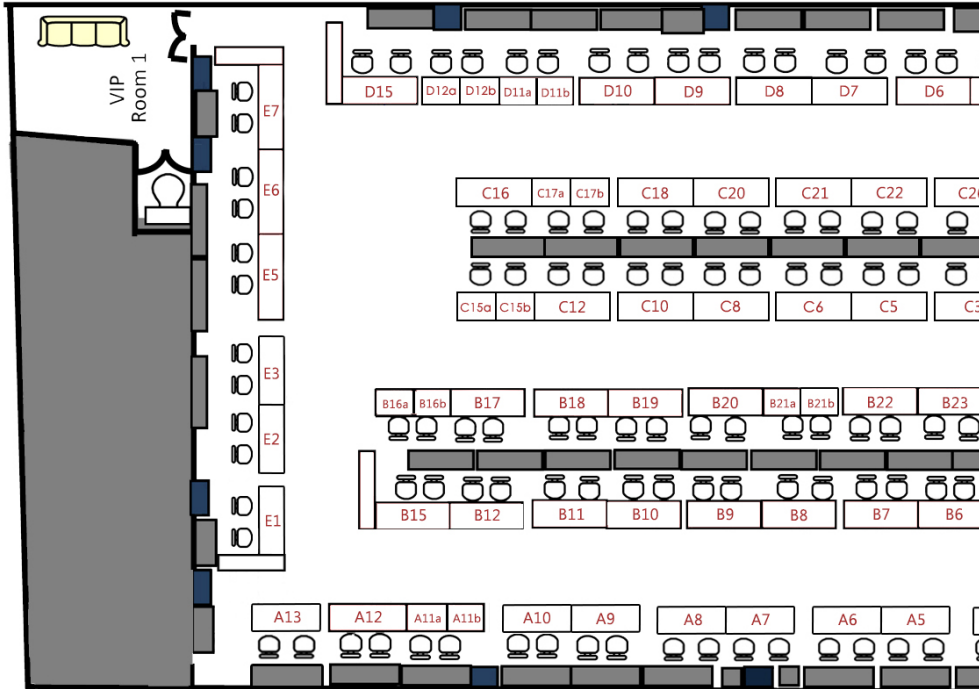 VIP
Room 1
D15
D12a
D12b
D11a
D11b
D10
D9
D8
D7
D6
E7
E6
E5
E3
E2
E1
C16
C17a
C17b
C18
C20
C21
C22
C15a
C15b
C12
C10
C8
C6
C5
B16a
B16b
B17
B18
B19
B20
B21a
B21b
B22
B23
B15
B12
B11
B10
B9
B8
B7
B6
A13
A12
A11a
A11b
A10
A9
A8
A7
A6
A5